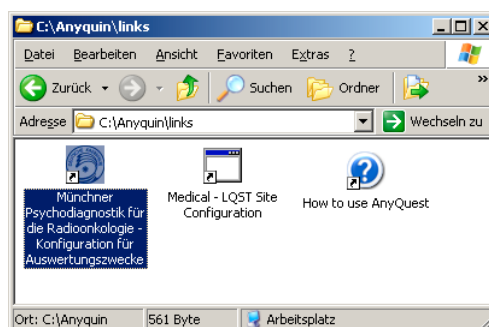 C:\Anyquin\links
Datei Bearbeiten Ansicht Favoriten Extras ?
Zurück Suchen Ordner »
Adresse C:\Anyquin\links Wechseln zu
Münchner
Psychodiagnostik für
die Radioonkologie -
Konfiguration für
Auswertungszwecke
Medical - LQST Site
Configuration
How to use AnyQuest
Ort: C:\Anyquin 561 Byte Arbeitsplatz